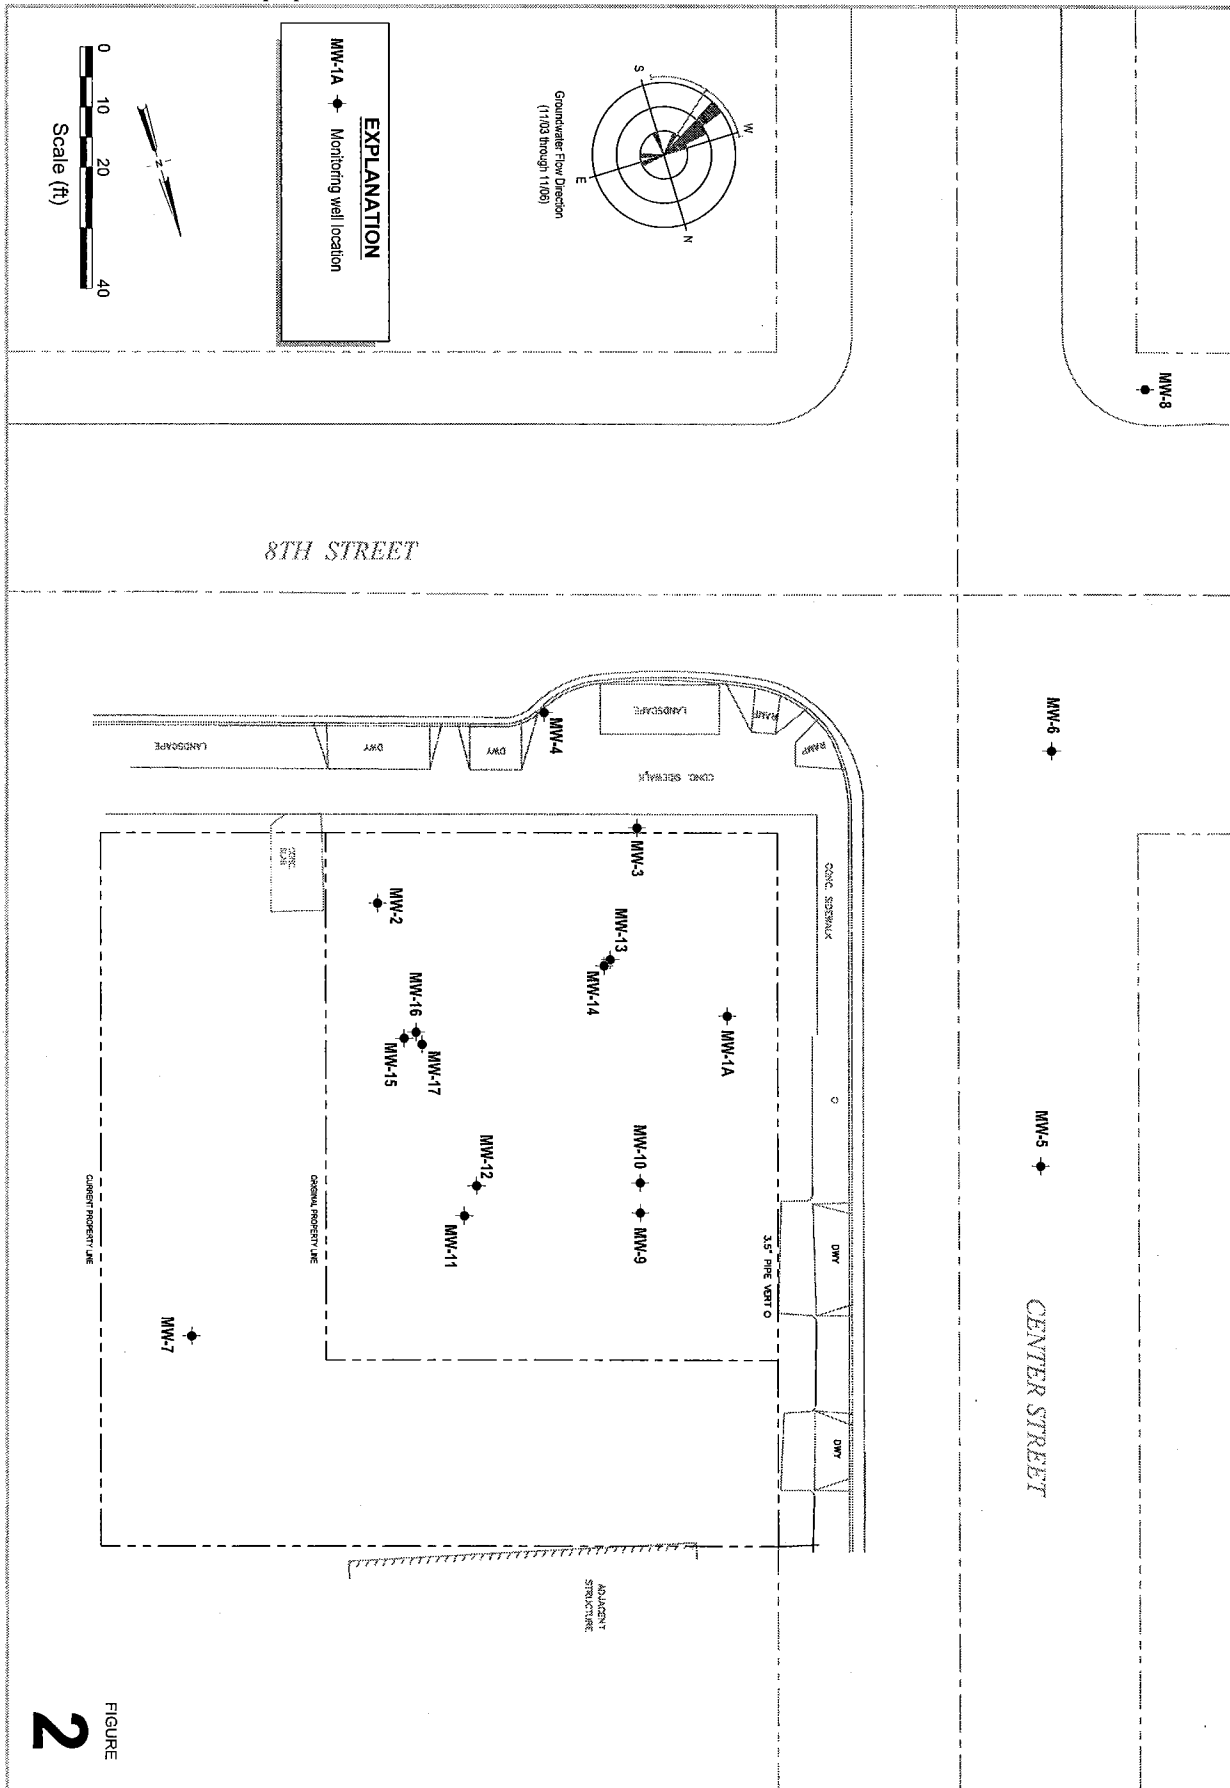 MW-8
MW-6
MW-5
CENTER STREET
8TH STREET
S
W
E
N
Groundwater Flow Direction
(11/03 through 11/06)
EXPLANATION
MW-1A
Monitoring well location
0
10
20
40
Scale (ft)
N
RAMP
RAMP
LANDSCAPE
CONC. SIDEWALK
CONC. SIDEWALK
O
DWY
DWY
3.5" PIPE VERT O
MW-4
DWY
DWY
LANDSCAPE
MW-3
MW-13
MW-14
MW-1A
MW-10
MW-9
MW-2
MW-16
MW-17
MW-15
MW-12
MW-11
MW-7
CONC.
ORIGINAL PROPERTY LINE
CURRENT PROPERTY LINE
ADJACENT
STRUCTURE
FIGURE
2